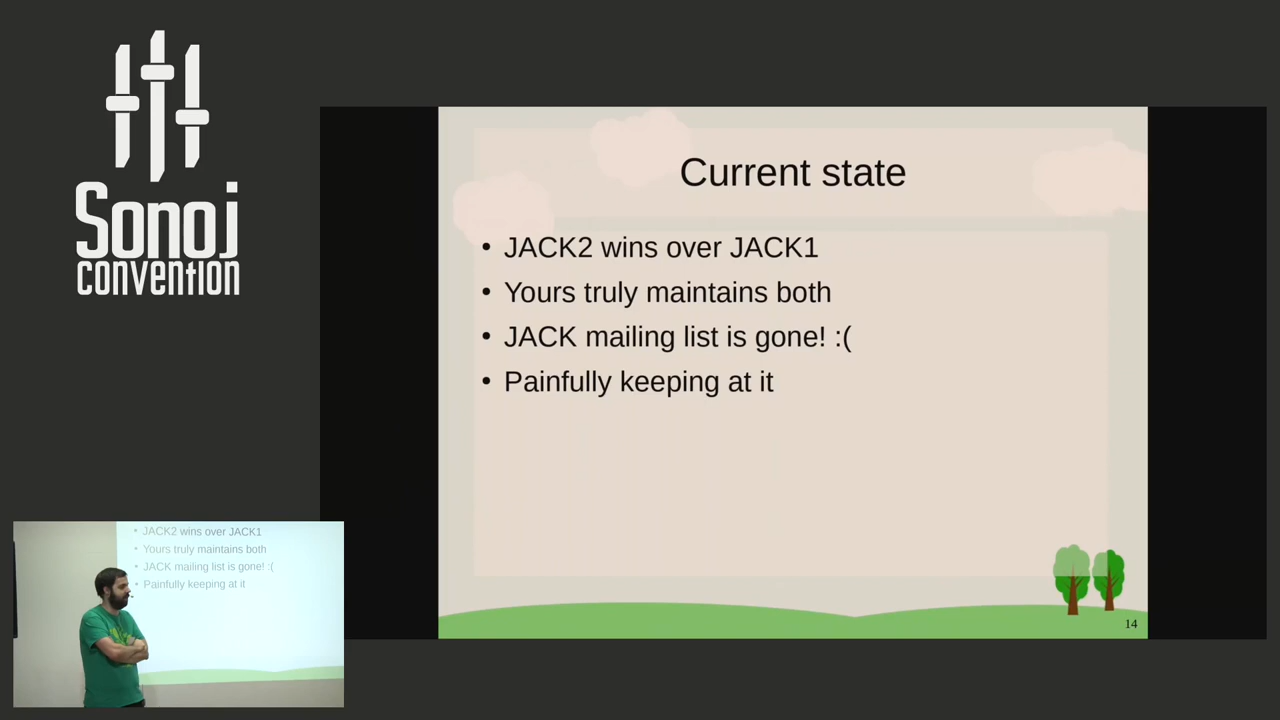 Sonoj
convention
Current state
• JACK2 wins over JACK1
• Yours truly maintains both
• JACK mailing list is gone! :(
• Painfully keeping at it
14
• JACK2 wins over JACK1
• Yours truly maintains both
• JACK mailing list is gone! :(
• Painfully keeping at it